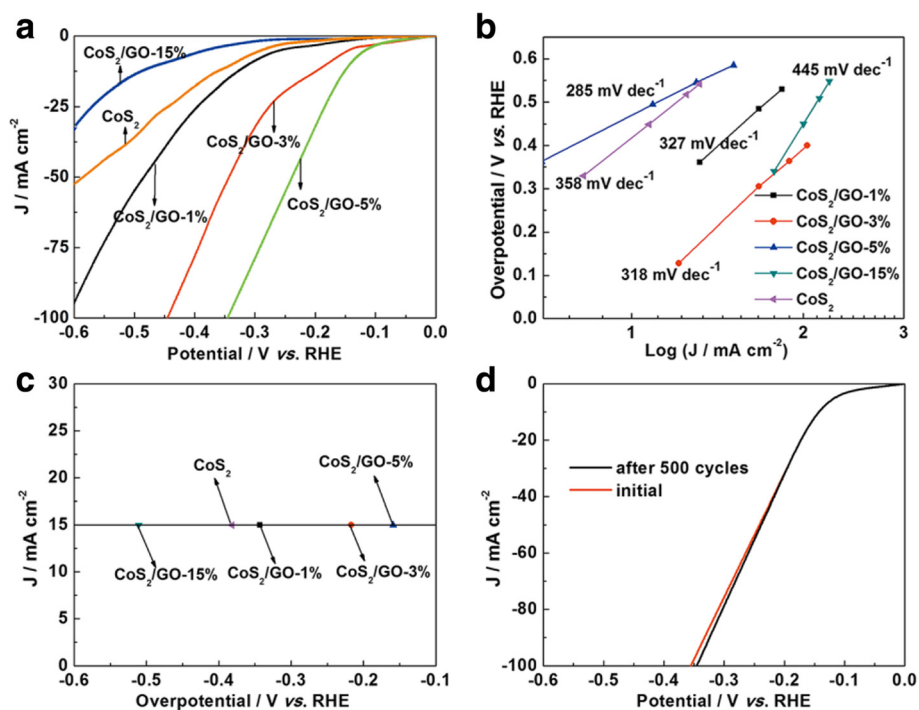 a
0
-25
-50
-75
-100
J / mA cm⁻²
CoS₂/GO-15%
CoS₂
CoS₂/GO-1%
CoS₂/GO-3%
CoS₂/GO-5%
-0.6 -0.5 -0.4 -0.3 -0.2 -0.1 0.0
Potential / V vs. RHE
b
0.6
0.5
0.4
0.3
0.2
0.1
0.0
Overpotential / V vs. RHE
445 mV dec⁻¹
285 mV dec⁻¹
327 mV dec⁻¹
358 mV dec⁻¹
318 mV dec⁻¹
CoS₂/GO-1%
CoS₂/GO-3%
CoS₂/GO-5%
CoS₂/GO-15%
CoS₂
1 2 3
Log (J / mA cm⁻²)
c
30
25
20
15
10
5
0
J / mA cm⁻²
CoS₂
CoS₂/GO-5%
CoS₂/GO-15%
CoS₂/GO-1%
CoS₂/GO-3%
-0.6 -0.5 -0.4 -0.3 -0.2 -0.1
Overpotential / V vs. RHE
d
0
-20
-40
-60
-80
-100
J / mA cm⁻²
after 500 cycles
initial
-0.6 -0.5 -0.4 -0.3 -0.2 -0.1 0.0
Potential / V vs. RHE